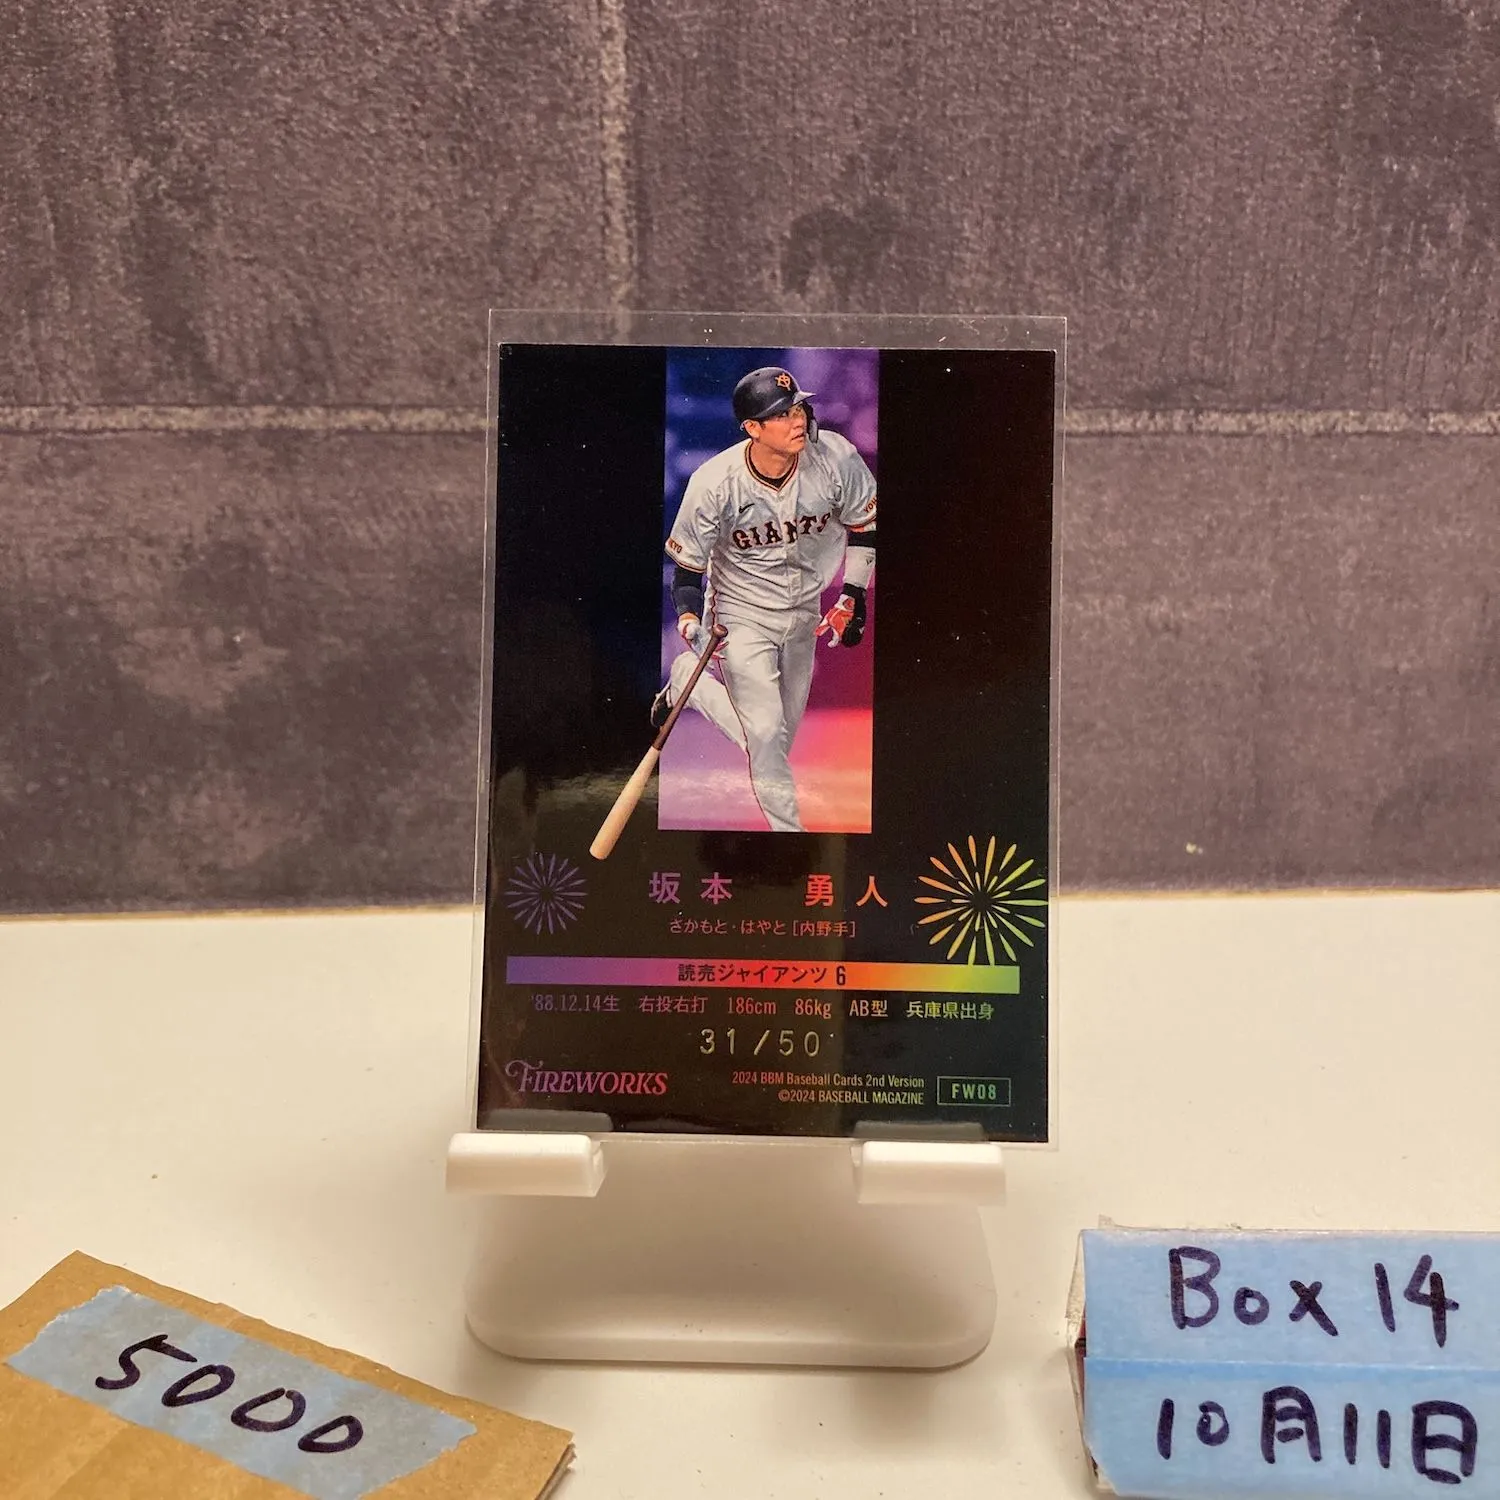 GIANTS
坂本 勇人
さかもと・はやと [内野手]
読売ジャイアンツ 6
'88.12.14生 右投右打 186cm 86kg AB型 兵庫県出身
31/50
FIREWORKS
2024 BBM Baseball Cards 2nd Version
©2024 BASEBALL MAGAZINE
FW08
5000
Box 14
10月11日